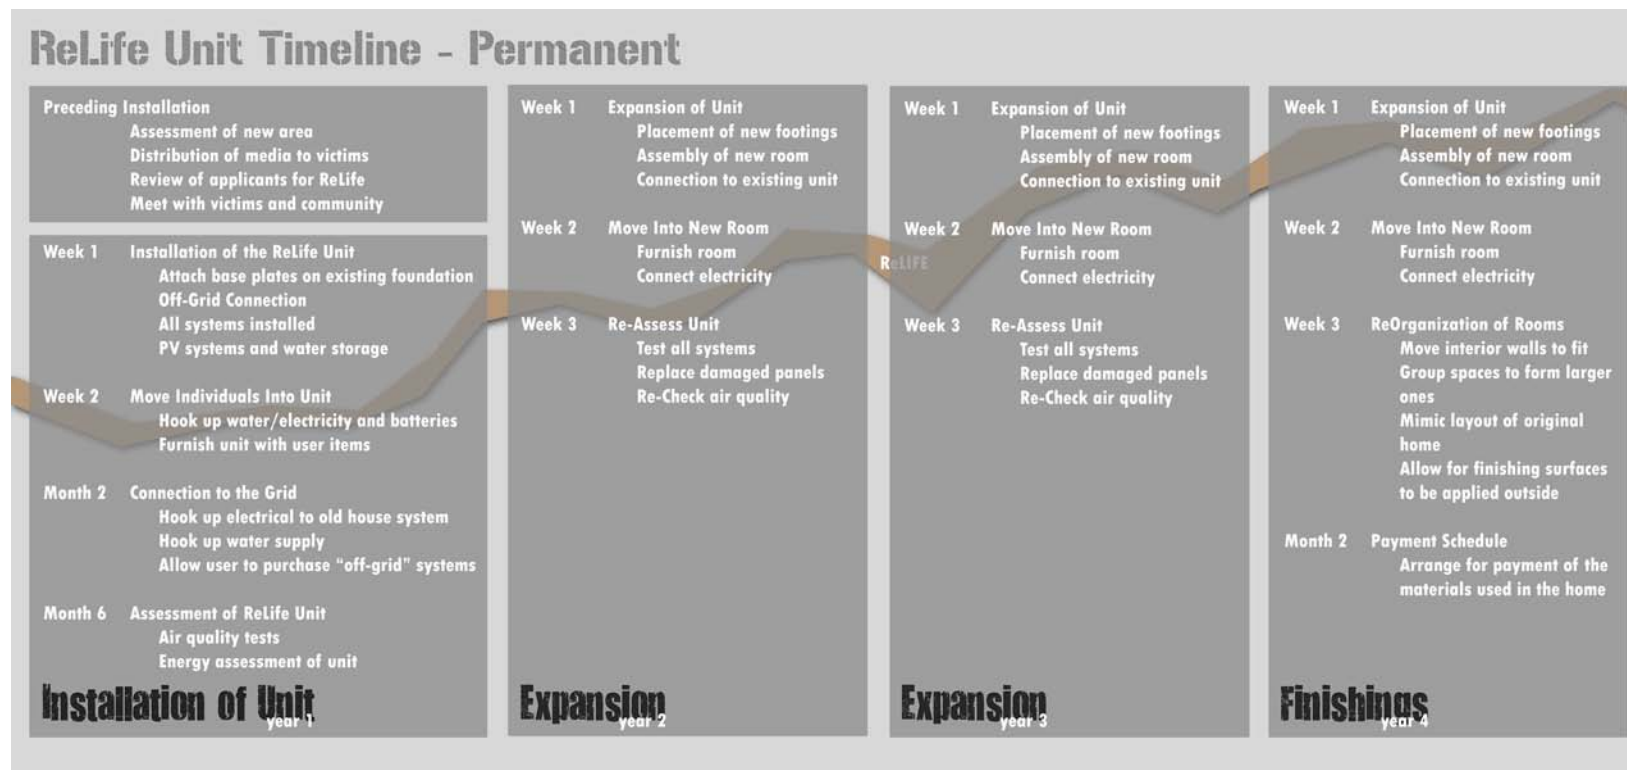 ReLife Unit Timeline - Permanent
Preceding Installation
Assessment of new area
Distribution of media to victims
Review of applicants for ReLife
Meet with victims and community
Week 1 Installation of the ReLife Unit
Attach base plates on existing foundation
Off-Grid Connection
All systems installed
PV systems and water storage
Week 2 Move Individuals Into Unit
Hook up water/electricity and batteries
Furnish unit with user items
Month 2 Connection to the Grid
Hook up electrical to old house system
Hook up water supply
Allow user to purchase “off-grid” systems
Month 6 Assessment of ReLife Unit
Air quality tests
Energy assessment of unit
Installation of Unit
year 1
Week 1 Expansion of Unit
Placement of new footings
Assembly of new room
Connection to existing unit
Week 2 Move Into New Room
Furnish room
Connect electricity
Week 3 Re-Assess Unit
Test all systems
Replace damaged panels
Re-Check air quality
Expansion
year 2
ReLIFE
Week 1 Expansion of Unit
Placement of new footings
Assembly of new room
Connection to existing unit
Week 2 Move Into New Room
Furnish room
Connect electricity
Week 3 Re-Assess Unit
Test all systems
Replace damaged panels
Re-Check air quality
Expansion
year 3
Week 1 Expansion of Unit
Placement of new footings
Assembly of new room
Connection to existing unit
Week 2 Move Into New Room
Furnish room
Connect electricity
Week 3 ReOrganization of Rooms
Move interior walls to fit
Group spaces to form larger
ones
Mimic layout of original
home
Allow for finishing surfaces
to be applied outside
Month 2 Payment Schedule
Arrange for payment of the
materials used in the home
Finishings
year 4